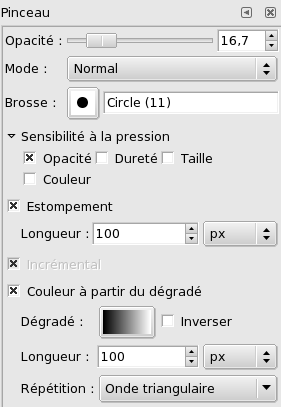 Pinceau
Opacité : 16,7
Mode : Normal
Brosse : Circle (11)
Sensibilité à la pression
Opacité Dureté Taille
Couleur
Estompement
Longueur : 100 px
Incrémental
Couleur à partir du dégradé
Dégradé : Inverser
Longueur : 100 px
Répétition : Onde triangulaire